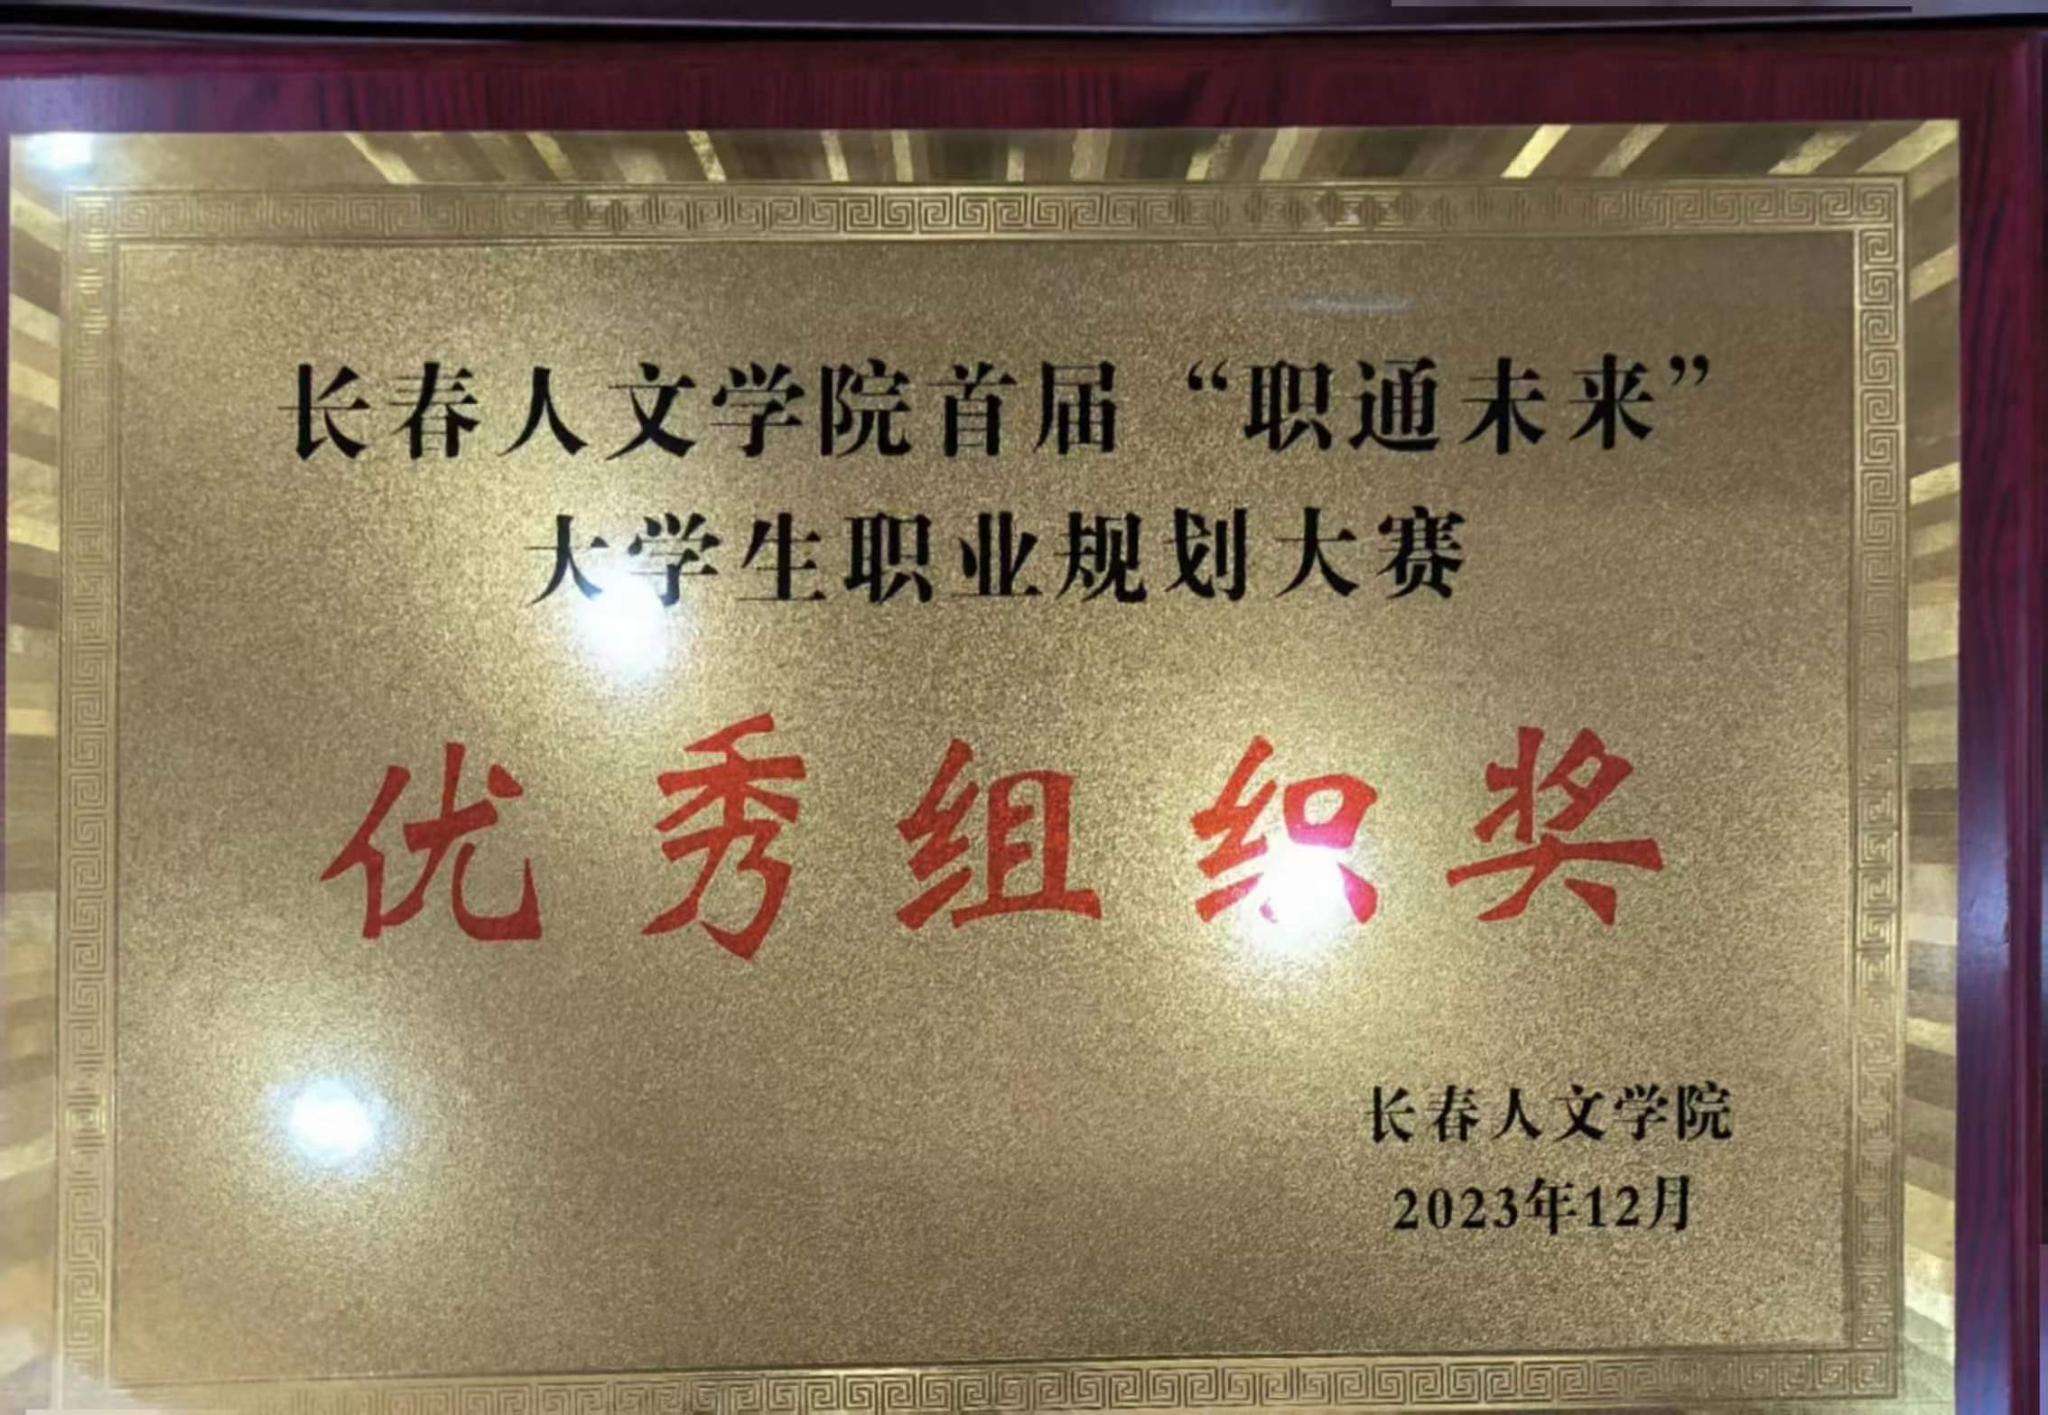 长春人文学院首届“职通未来”
大学生职业规划大赛
优秀组织奖
长春人文学院
2023年12月